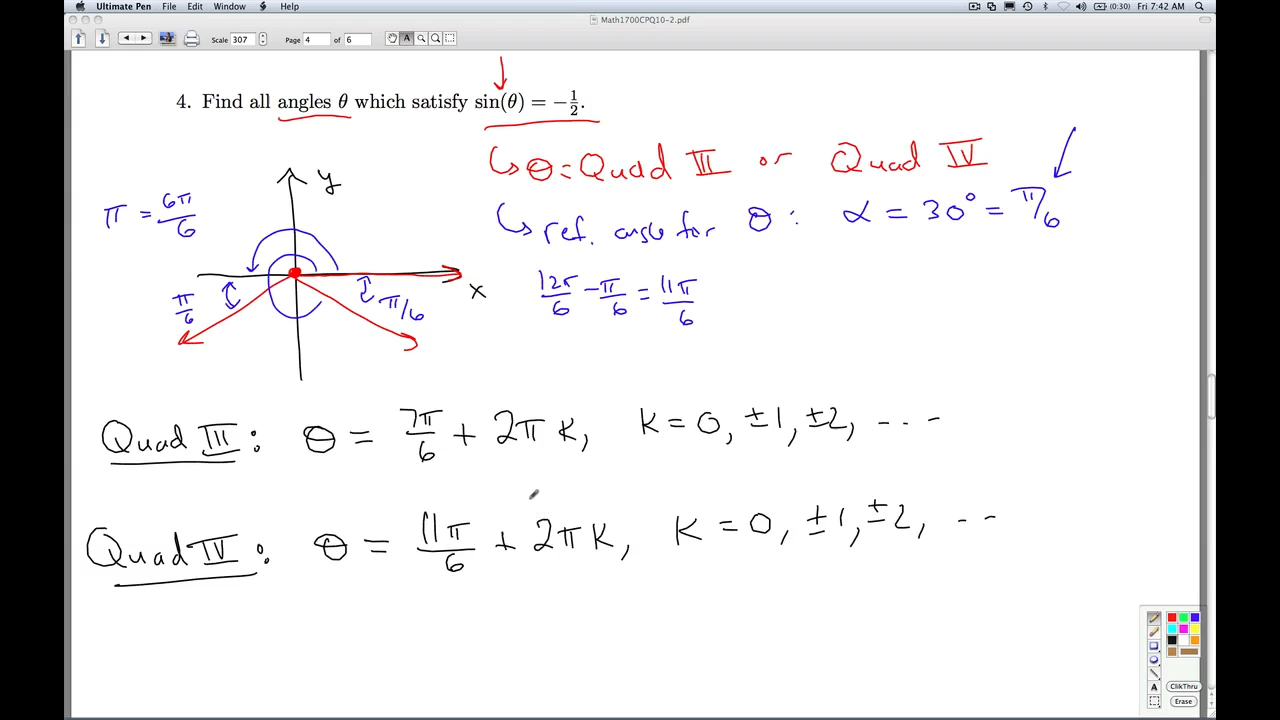 Ultimate Pen File Edit Window Help (0:30) Fri 7:42 AM
Math1700CPQ10-2.pdf
Scale 307 Page 4 of 6 A
4. Find all angles θ which satisfy sin(θ) = −1/2.
↳ θ = Quad III or Quad IV
↳ ref. angle for θ : α = 30° = π/6
π = 6π/6
y
x
π/6
π/6
12π/6 − π/6 = 11π/6
Quad III : θ = 7π/6 + 2πk, k = 0, ±1, ±2, ...-
Quad IV : θ = 11π/6 + 2πk, k = 0, ±1, ±2, --
A
ClikThru
Erase